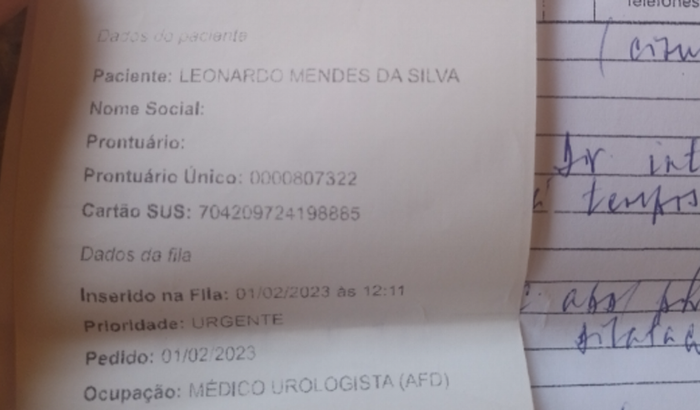 Dados do paciente
Paciente: LEONARDO MENDES DA SILVA
Nome Social:
Prontuário:
Prontuário Único: 0000807322
Cartão SUS: 704209724198885
Dados da fila
Inserido na Fila: 01/02/2023 às 12:11
Prioridade: URGENTE
Pedido: 01/02/2023
Ocupação: MÉDICO UROLOGISTA (AFD)
Telefones